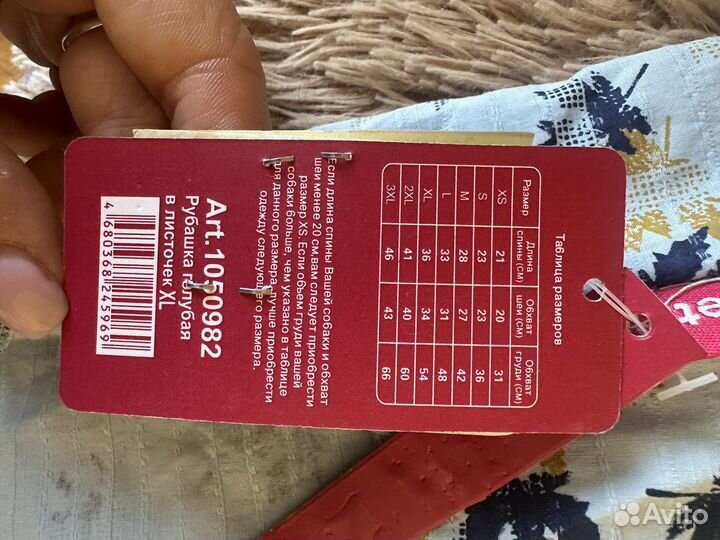 Таблица размеров
Размер Длина спины (СМ) Обхват шеи (СМ) Обхват груди (СМ)
XS 21 20 31
S 23 23 36
M 28 27 42
L 33 31 48
XL 36 34 54
2XL 41 40 60
3XL 46 43 66
Если длина спины Вашей собаки и обхват
шеи менее 20 см,вам следует приобрести
размер XS. Если объем груди вашей
собаки больше, чем указано в таблице
для данного размера,лучше приобрести
одежду следующего размера.
Art.1050982
Рубашка голубая
в листочек XL
4 680368 245969
et
Avito